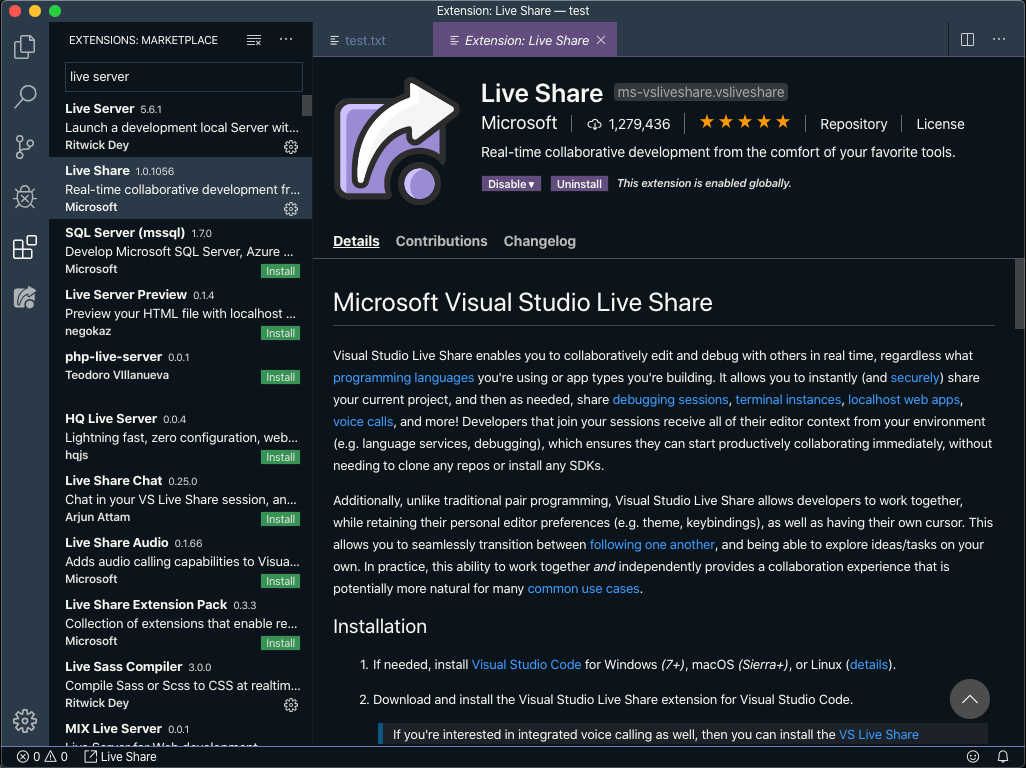 Extension: Live Share — test
EXTENSIONS: MARKETPLACE
test.txt
Extension: Live Share
live server
Live Server 5.6.1
Launch a development local Server wit...
Ritwick Dey
Live Share 1.0.1056
Real-time collaborative development fr...
Microsoft
SQL Server (mssql) 1.7.0
Develop Microsoft SQL Server, Azure ...
Microsoft
Install
Live Server Preview 0.1.4
Preview your HTML file with localhost ...
negokaz
Install
php-live-server 0.0.1
Teodoro VIllanueva
Install
HQ Live Server 0.0.4
Lightning fast, zero configuration, web...
hqjs
Install
Live Share Chat 0.25.0
Chat in your VS Live Share session, an...
Arjun Attam
Install
Live Share Audio 0.1.66
Adds audio calling capabilities to Visua...
Microsoft
Install
Live Share Extension Pack 0.3.3
Collection of extensions that enable re...
Microsoft
Install
Live Sass Compiler 3.0.0
Compile Sass or Scss to CSS at realtim...
Ritwick Dey
MIX Live Server 0.0.1
Live Server for Web development
Live Share ms-vsliveshare.vsliveshare
Microsoft 1,279,436 Repository License
Real-time collaborative development from the comfort of your favorite tools.
Disable Uninstall This extension is enabled globally.
Details Contributions Changelog
Microsoft Visual Studio Live Share
Visual Studio Live Share enables you to collaboratively edit and debug with others in real time, regardless what
programming languages you're using or app types you're building. It allows you to instantly (and securely) share
your current project, and then as needed, share debugging sessions, terminal instances, localhost web apps,
voice calls, and more! Developers that join your sessions receive all of their editor context from your environment
(e.g. language services, debugging), which ensures they can start productively collaborating immediately, without
needing to clone any repos or install any SDKs.
Additionally, unlike traditional pair programming, Visual Studio Live Share allows developers to work together,
while retaining their personal editor preferences (e.g. theme, keybindings), as well as having their own cursor. This
allows you to seamlessly transition between following one another, and being able to explore ideas/tasks on your
own. In practice, this ability to work together and independently provides a collaboration experience that is
potentially more natural for many common use cases.
Installation
1. If needed, install Visual Studio Code for Windows (7+), macOS (Sierra+), or Linux (details).
2. Download and install the Visual Studio Live Share extension for Visual Studio Code.
If you're interested in integrated voice calling as well, then you can install the VS Live Share
0 0 Live Share